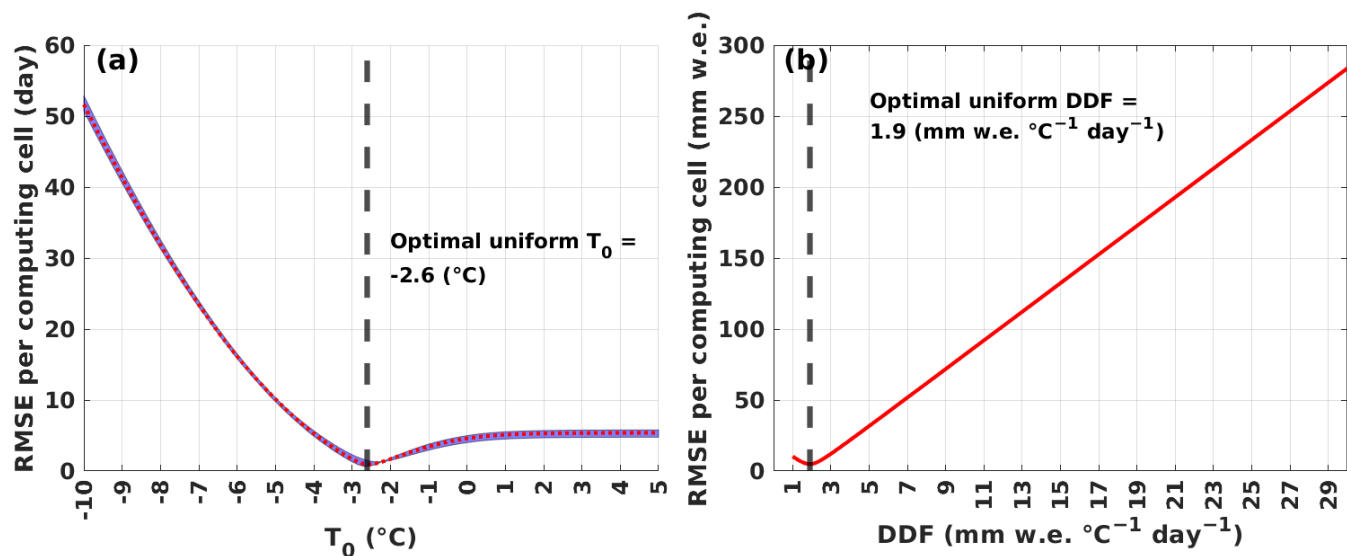 (a)
RMSE per computing cell (day)
60
50
40
30
20
10
0
Optimal uniform T₀ =
-2.6 (°C)
-10 -9 -8 -7 -6 -5 -4 -3 -2 -1 0 1 2 3 4 5
T₀ (°C)
(b)
RMSE per computing cell (mm w.e.)
300
250
200
150
100
50
0
Optimal uniform DDF =
1.9 (mm w.e. °C⁻¹ day⁻¹)
1 3 5 7 9 11 13 15 17 19 21 23 25 27 29
DDF (mm w.e. °C⁻¹ day⁻¹)